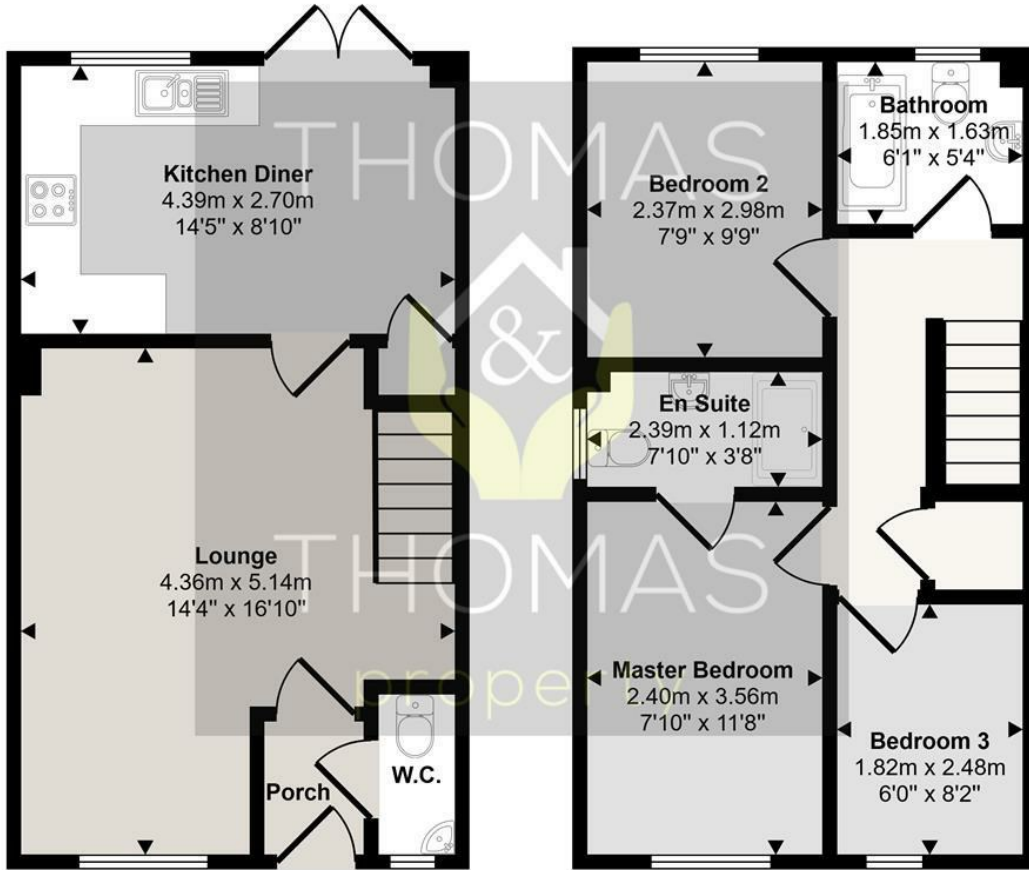 THOMAS
&
THOMAS
property
Kitchen Diner
4.39m x 2.70m
14'5" x 8'10"
Lounge
4.36m x 5.14m
14'4" x 16'10"
Porch
W.C.
Bedroom 2
2.37m x 2.98m
7'9" x 9'9"
Bathroom
1.85m x 1.63m
6'1" x 5'4"
En Suite
2.39m x 1.12m
7'10" x 3'8"
Master Bedroom
2.40m x 3.56m
7'10" x 11'8"
Bedroom 3
1.82m x 2.48m
6'0" x 8'2"